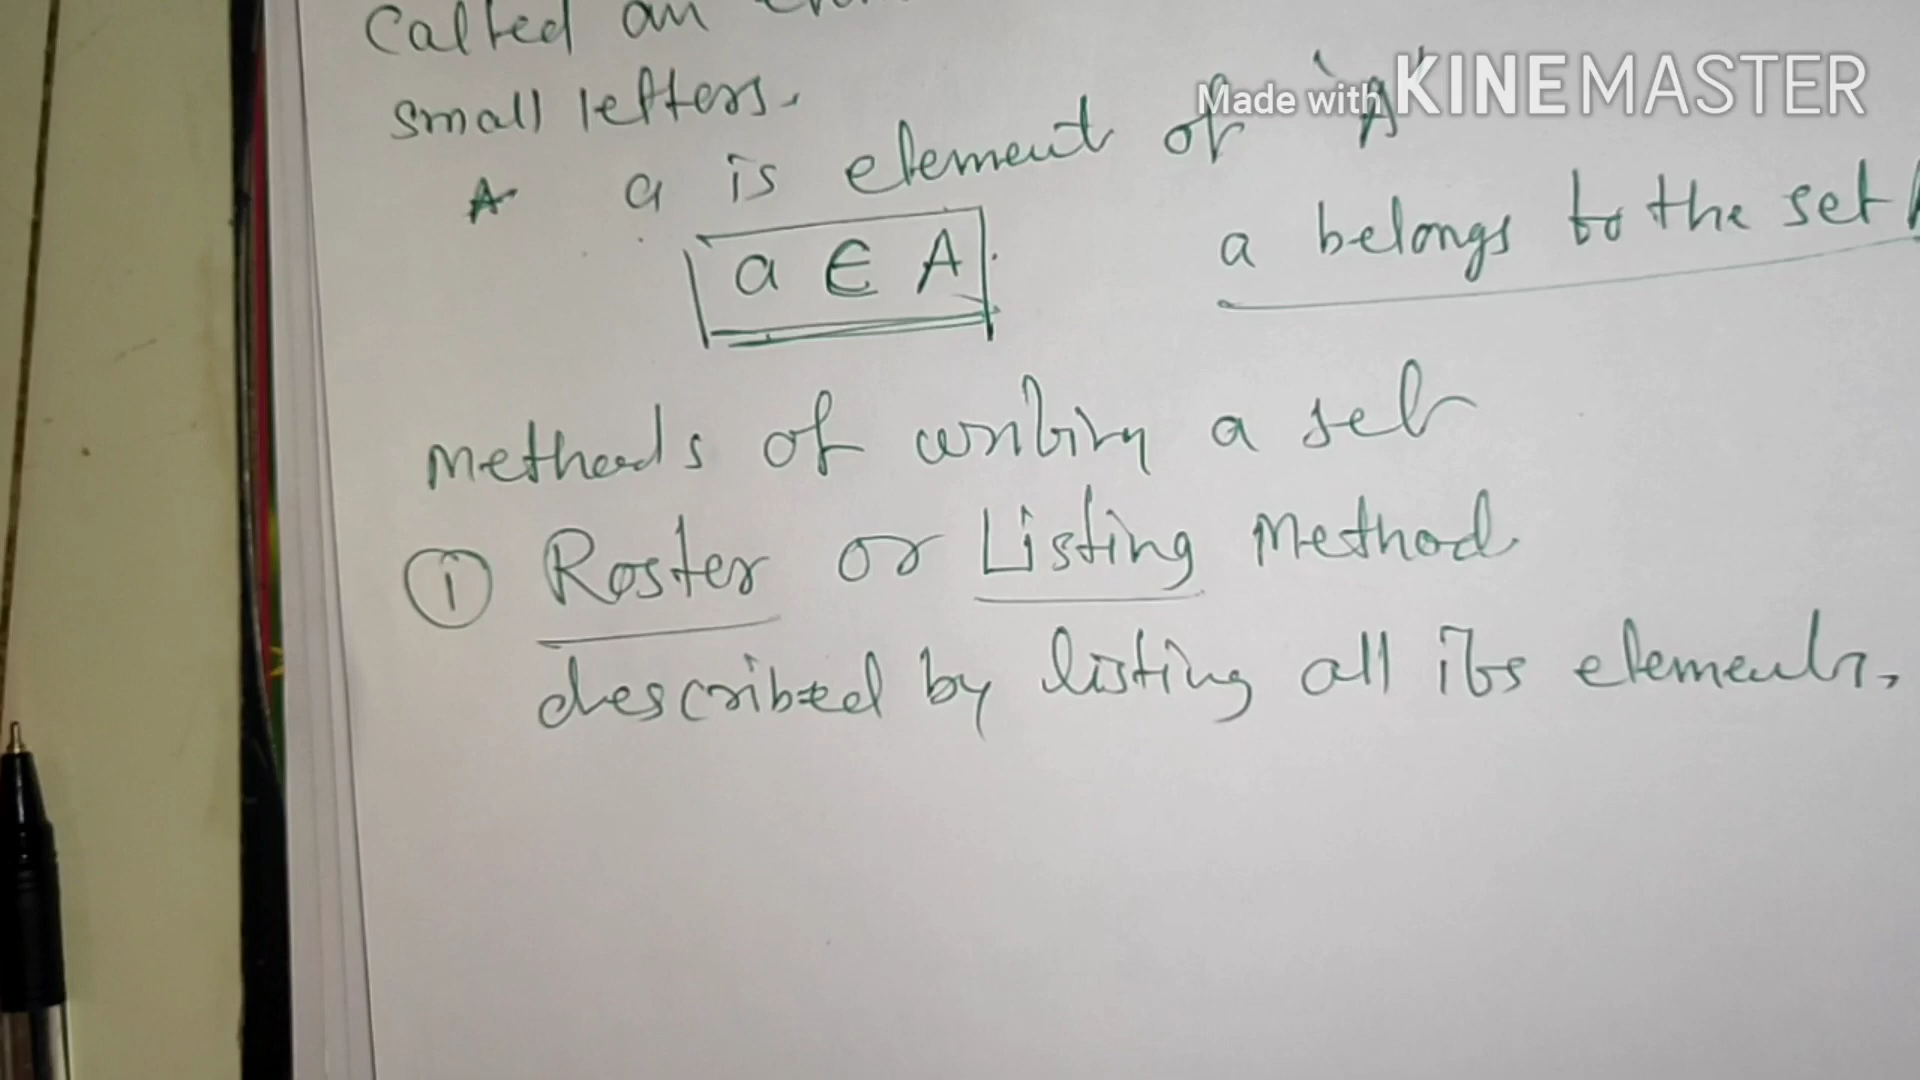 called an
small letters.
Made with KINEMASTER
A a is element of 'A'
a ∈ A. a belongs to the set A
methods of writing a set
① Roster or Listing Method
described by listing all its elements,